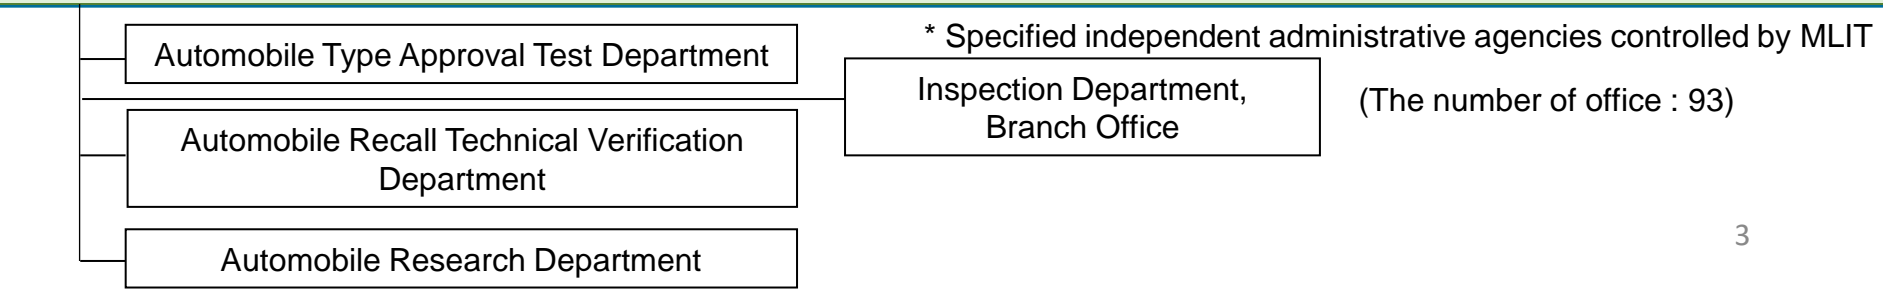 * Specified independent administrative agencies controlled by MLIT
Automobile Type Approval Test Department
Inspection Department,
Branch Office
(The number of office : 93)
Automobile Recall Technical Verification
Department
Automobile Research Department
3